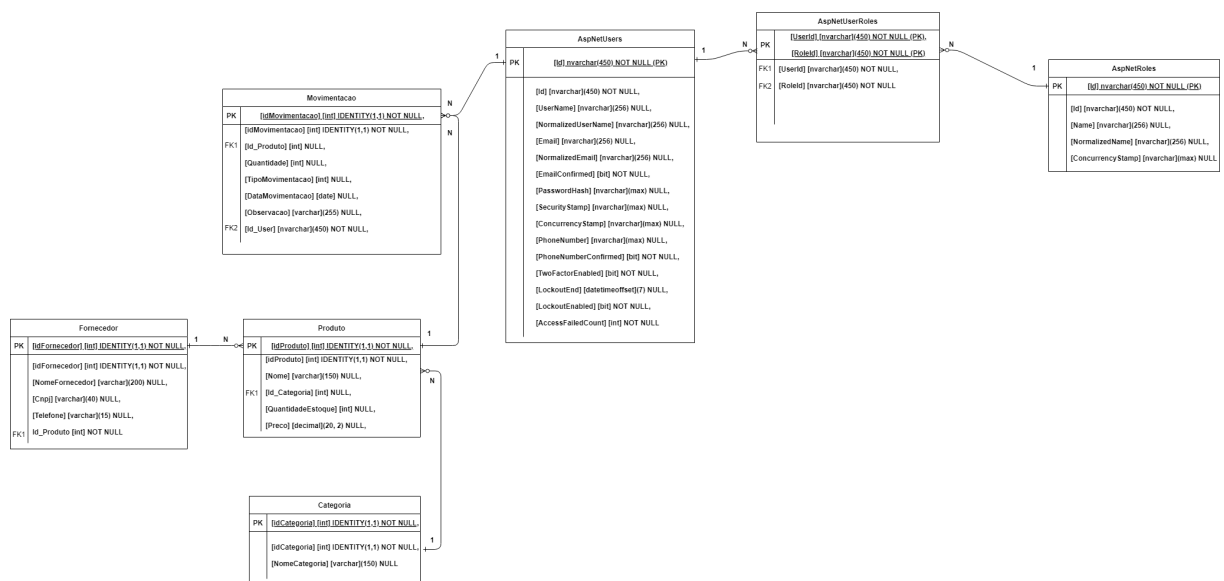 AspNetUserRoles
PK
[UserId] [nvarchar](450) NOT NULL (PK),
[RoleId] [nvarchar](450) NOT NULL (PK)
FK1 [UserId] [nvarchar](450) NOT NULL,
FK2 [RoleId] [nvarchar](450) NOT NULL
N
N
1
AspNetRoles
PK [Id] nvarchar(450) NOT NULL (PK)
[Id] [nvarchar](450) NOT NULL,
[Name] [nvarchar](256) NULL,
[NormalizedName] [nvarchar](256) NULL,
[ConcurrencyStamp] [nvarchar](max) NULL
AspNetUsers
1
1
PK [Id] nvarchar(450) NOT NULL (PK)
[Id] [nvarchar](450) NOT NULL,
[UserName] [nvarchar](256) NULL,
[NormalizedUserName] [nvarchar](256) NULL,
[Email] [nvarchar](256) NULL,
[NormalizedEmail] [nvarchar](256) NULL,
[EmailConfirmed] [bit] NOT NULL,
[PasswordHash] [nvarchar](max) NULL,
[SecurityStamp] [nvarchar](max) NULL,
[ConcurrencyStamp] [nvarchar](max) NULL,
[PhoneNumber] [nvarchar](max) NULL,
[PhoneNumberConfirmed] [bit] NOT NULL,
[TwoFactorEnabled] [bit] NOT NULL,
[LockoutEnd] [datetimeoffset](7) NULL,
[LockoutEnabled] [bit] NOT NULL,
[AccessFailedCount] [int] NOT NULL
Movimentacao
N
PK [idMovimentacao] [int] IDENTITY(1,1) NOT NULL,
N
[idMovimentacao] [int] IDENTITY(1,1) NOT NULL,
FK1 [Id_Produto] [int] NULL,
[Quantidade] [int] NULL,
[TipoMovimentacao] [int] NULL,
[DataMovimentacao] [date] NULL,
[Observacao] [varchar](255) NULL,
FK2 [Id_User] [nvarchar](450) NOT NULL,
Fornecedor
PK [idFornecedor] [int] IDENTITY(1,1) NOT NULL,
1
N
[idFornecedor] [int] IDENTITY(1,1) NOT NULL,
[NomeFornecedor] [varchar](200) NULL,
[Cnpj] [varchar](40) NULL,
[Telefone] [varchar](15) NULL,
FK1 Id_Produto [int] NOT NULL
Produto
1
PK [idProduto] [int] IDENTITY(1,1) NOT NULL,
[idProduto] [int] IDENTITY(1,1) NOT NULL,
[Nome] [varchar](150) NULL,
FK1 [Id_Categoria] [int] NULL,
[QuantidadeEstoque] [int] NULL,
[Preco] [decimal](20, 2) NULL,
N
Categoria
PK [idCategoria] [int] IDENTITY(1,1) NOT NULL,
1
[idCategoria] [int] IDENTITY(1,1) NOT NULL,
[NomeCategoria] [varchar](150) NULL